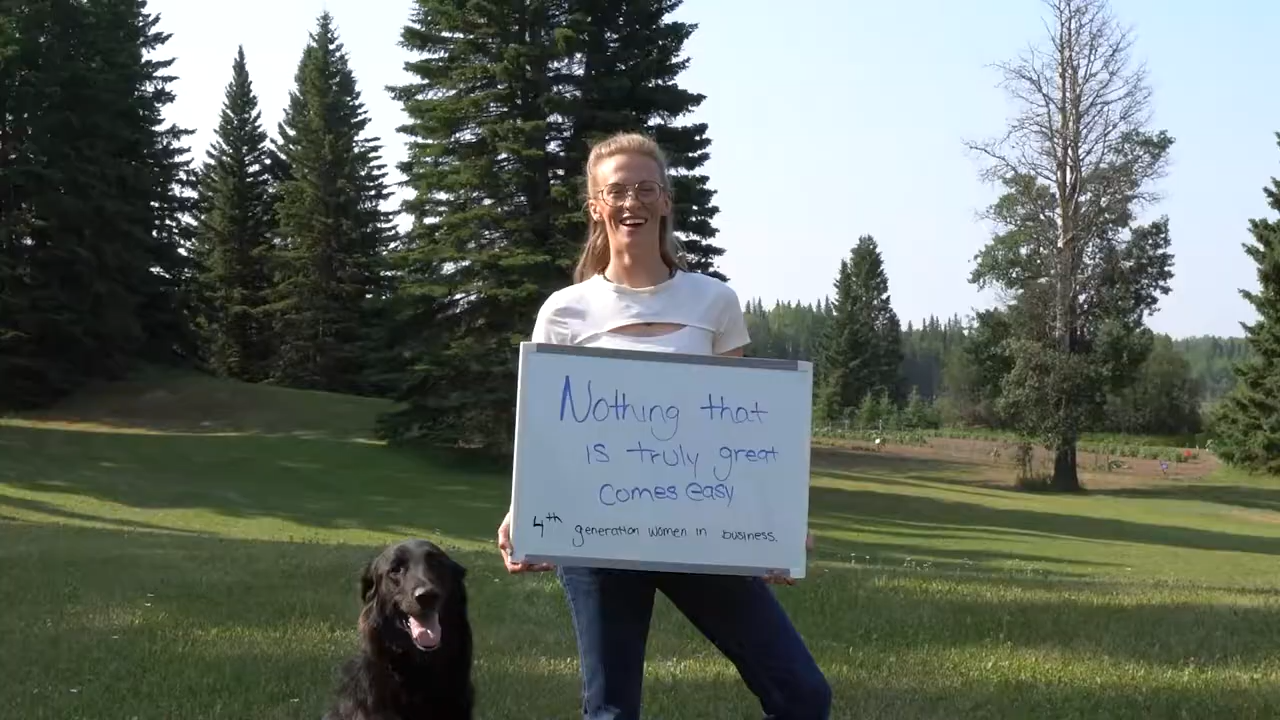 Nothing that
is truly great
comes easy
4th generation women in business.